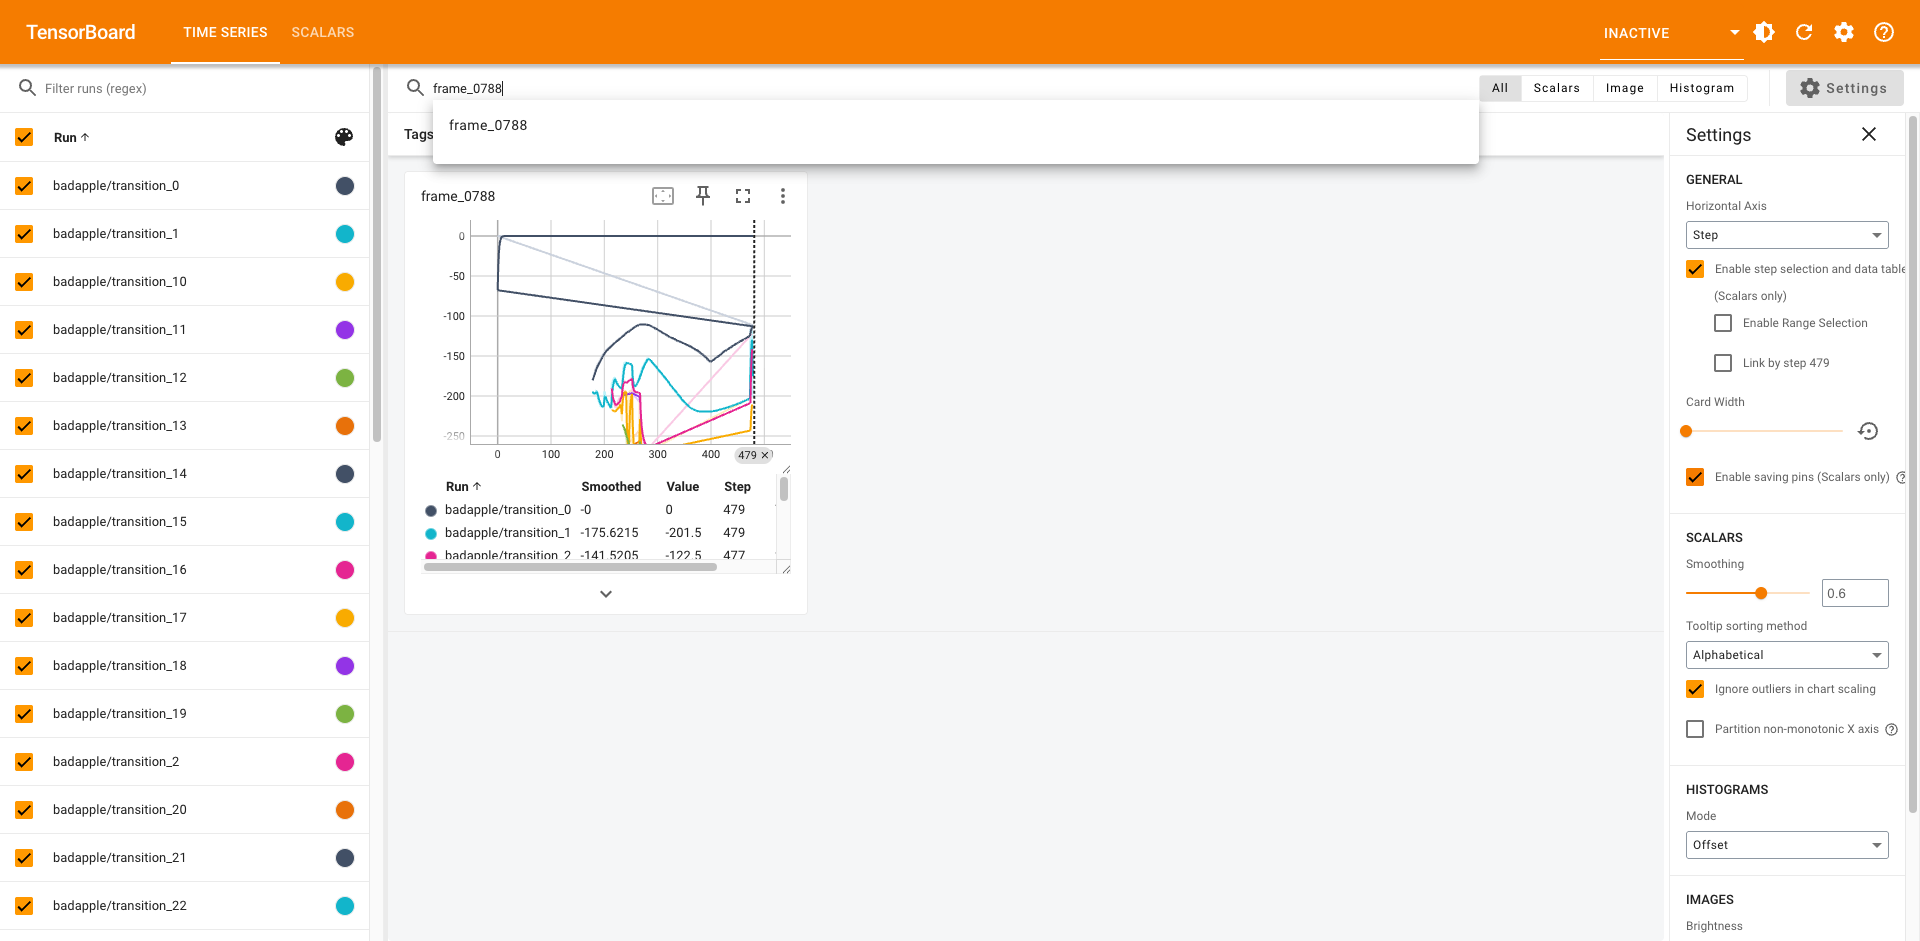 TensorBoard
TIME SERIES
SCALARS
INACTIVE
Filter runs (regex)
Run
badapple/transition_0
badapple/transition_1
badapple/transition_10
badapple/transition_11
badapple/transition_12
badapple/transition_13
badapple/transition_14
badapple/transition_15
badapple/transition_16
badapple/transition_17
badapple/transition_18
badapple/transition_19
badapple/transition_2
badapple/transition_20
badapple/transition_21
badapple/transition_22
frame_0788
All
Scalars
Image
Histogram
Settings
frame_0788
Tags
frame_0788
0
-50
-100
-150
-200
-250
0 100 200 300 400 479
Run Smoothed Value Step
badapple/transition_0 -0 0 479
badapple/transition_1 -175.6215 -201.5 479
badapple/transition_2 -141.5205 -122.5 477
Settings
GENERAL
Horizontal Axis
Step
Enable step selection and data table
(Scalars only)
Enable Range Selection
Link by step 479
Card Width
Enable saving pins (Scalars only)
SCALARS
Smoothing
0.6
Tooltip sorting method
Alphabetical
Ignore outliers in chart scaling
Partition non-monotonic X axis
HISTOGRAMS
Mode
Offset
IMAGES
Brightness